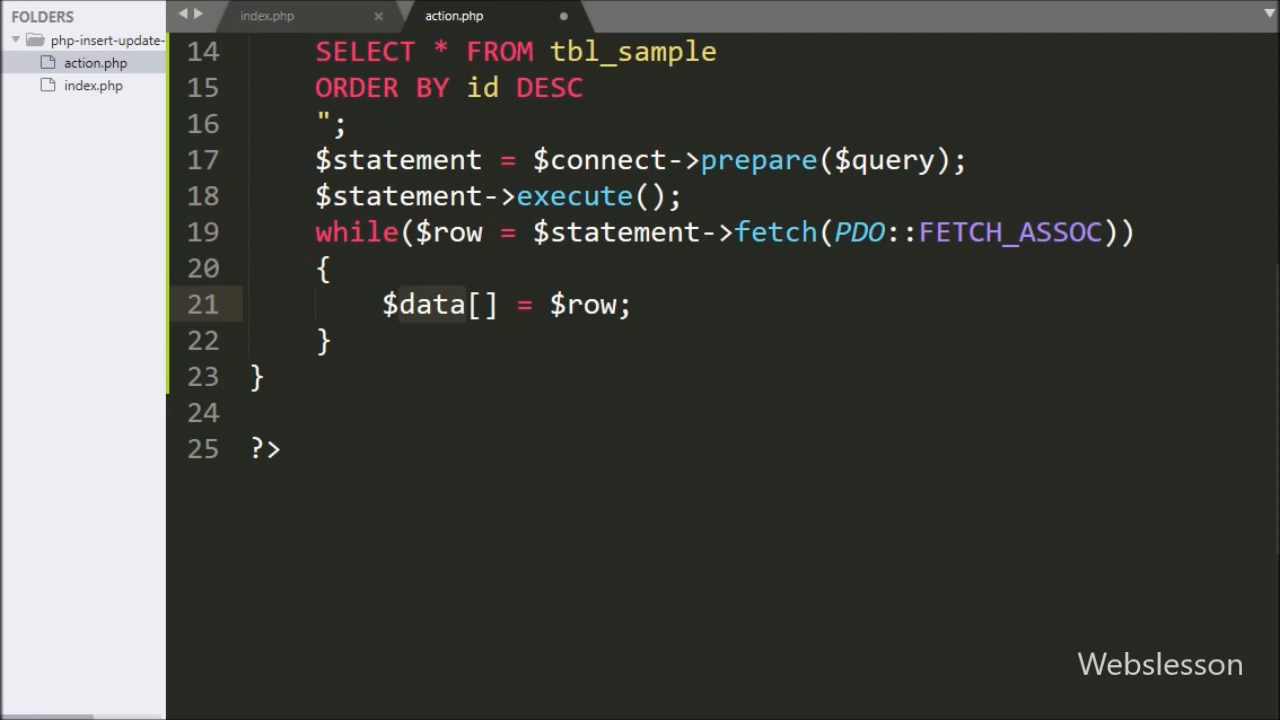 FOLDERS
php-insert-update-
action.php
index.php
index.php ×
action.php
14 SELECT * FROM tbl_sample
15 ORDER BY id DESC
16 ";
17 $statement = $connect->prepare($query);
18 $statement->execute();
19 while($row = $statement->fetch(PDO::FETCH_ASSOC))
20 {
21 $data[] = $row;
22 }
23 }
24
25 ?>
Webslesson